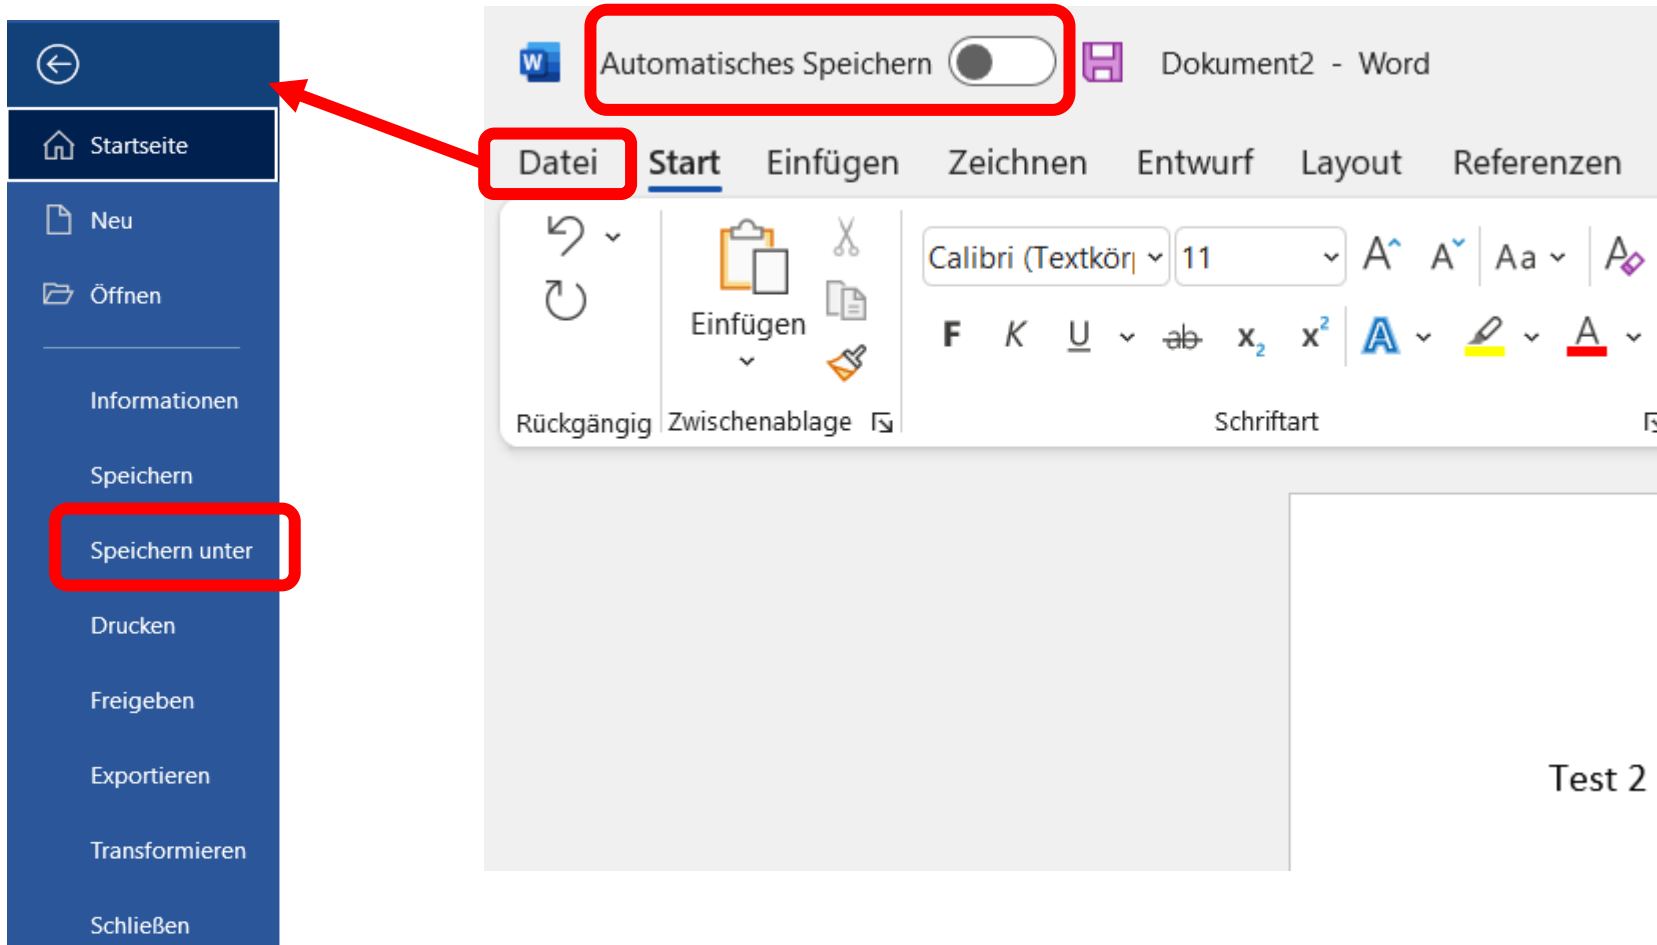 Startseite
Neu
Öffnen
Informationen
Speichern
Speichern unter
Drucken
Freigeben
Exportieren
Transformieren
Schließen
W Automatisches Speichern Dokument2 - Word
Datei Start Einfügen Zeichnen Entwurf Layout Referenzen
Calibri (Textkör 11 A A Aa A
Einfügen
F K U ab x2 x2 A A
Rückgängig Zwischenablage Schriftart
Test 2